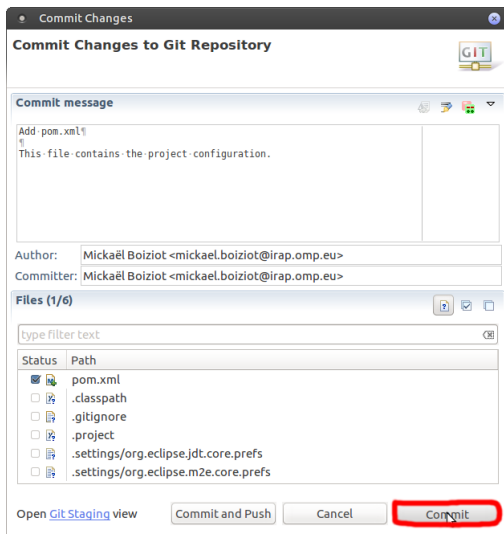 Commit Changes
Commit Changes to Git Repository
GIT
Commit message
Add·pom.xml¶
¶
This·file·contains·the·project·configuration.
Author: Mickaël Boiziot <mickael.boiziot@irap.omp.eu>
Committer: Mickaël Boiziot <mickael.boiziot@irap.omp.eu>
Files (1/6)
type filter text
Status Path
pom.xml
.classpath
.gitignore
.project
.settings/org.eclipse.jdt.core.prefs
.settings/org.eclipse.m2e.core.prefs
Open Git Staging view Commit and Push Cancel Commit